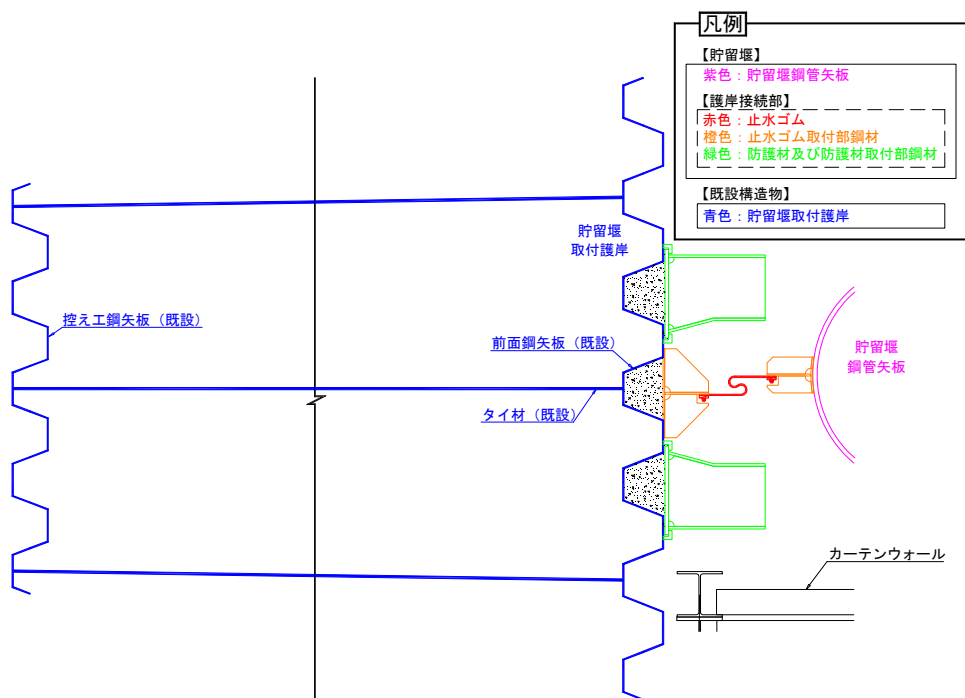 凡例
【貯留堰】
紫色：貯留堰鋼管矢板
【護岸接続部】
赤色：止水ゴム
橙色：止水ゴム取付部鋼材
緑色：防護材及び防護材取付部鋼材
【既設構造物】
青色：貯留堰取付護岸
貯留堰
取付護岸
控え工鋼矢板（既設）
前面鋼矢板（既設）
貯留堰
鋼管矢板
タイ材（既設）
カーテンウォール